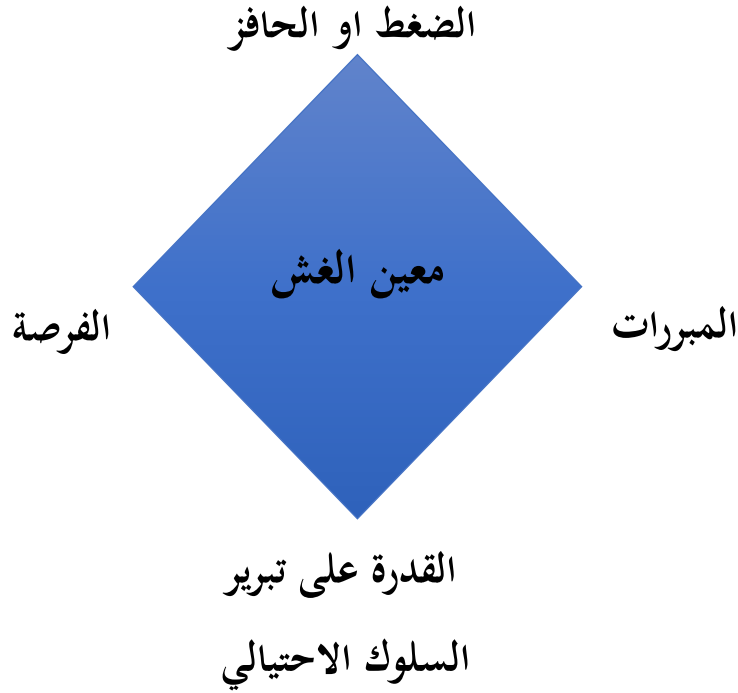 الضغط او الحافز
معين الغش
المبررات
الفرصة
القدرة على تبرير
السلوك الاحتيالي